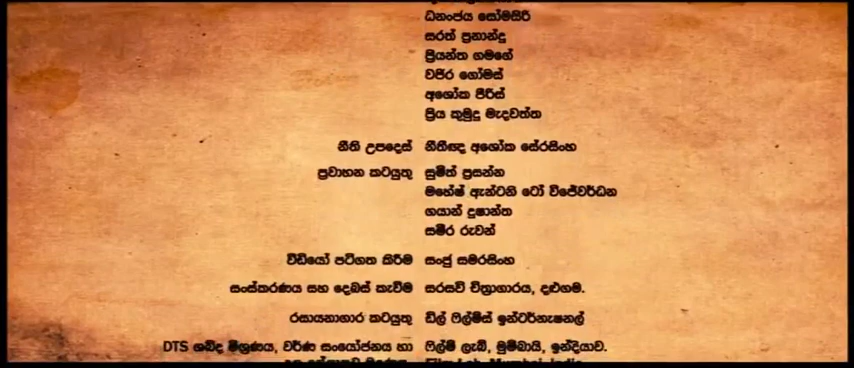 ධනංජය සෝමසිරි
සරත් ප්‍රනාන්දු
ප්‍රියන්ත ගමගේ
වජිර ගෝමස්
අශෝක පීරිස්
ප්‍රිය කුමුදු මැදවත්ත
නීති උපදෙස් නීතීඥ අශෝක සේරසිංහ
ප්‍රවාහන කටයුතු සුමිත් ප්‍රසන්න
මහේෂ් ඇන්ටනි ටෝ විජේවර්ධන
ගයාන් දුෂාන්ත
සමීර රුවන්
වීඩියෝ පටිගත කිරීම සංජු සමරසිංහ
සංස්කරණය සහ දෙබස් කැවීම සරසවි චිත්‍රාගාරය, දළුගම.
රසායනාගාර කටයුතු ඩිල් ෆිල්ම්ස් ඉන්ටර්නැෂනල්
DTS ශබ්ද මිශ්‍රණය, වර්ණ සංයෝජනය හා ෆිල්ම් ලැබ්, මුම්බායි, ඉන්දියාව.